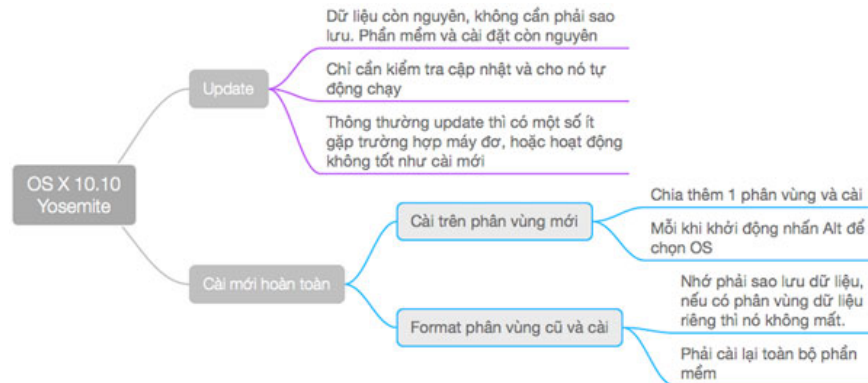 Dữ liệu còn nguyên, không cần phải sao
lưu. Phần mềm và cài đặt còn nguyên
Update
Chỉ cần kiểm tra cập nhật và cho nó tự
động chạy
Thông thường update thì có một số ít
gặp trường hợp máy đơ, hoặc hoạt động
không tốt như cài mới
OS X 10.10
Yosemite
Cài mới hoàn toàn
Cài trên phân vùng mới
Chia thêm 1 phân vùng và cài
Mỗi khi khởi động nhấn Alt để
chọn OS
Format phân vùng cũ và cài
Nhớ phải sao lưu dữ liệu,
nếu có phân vùng dữ liệu
riêng thì nó không mất.
Phải cài lại toàn bộ phần
mềm